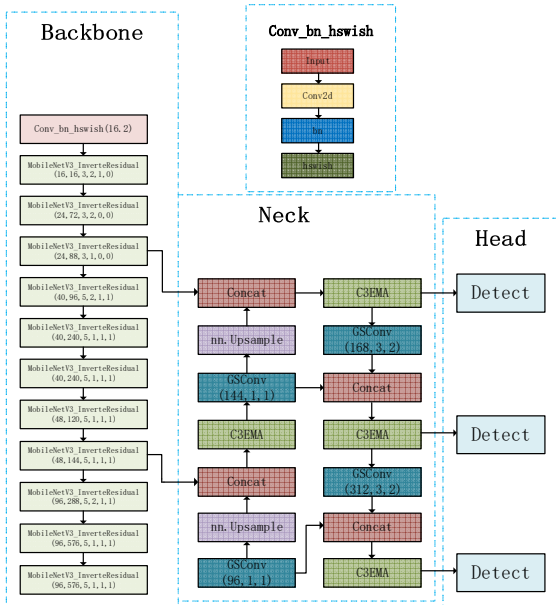 Backbone
Conv_bn_hswish(16.2)
MobileNetV3_InverteResidual
(16,16,3,2,1,0)
MobileNetV3_InverteResidual
(24,72,3,2,0,0)
MobileNetV3_InverteResidual
(24,88,3,1,0,0)
MobileNetV3_InverteResidual
(40,96,5,2,1,1)
MobileNetV3_InverteResidual
(40,240,5,1,1,1)
MobileNetV3_InverteResidual
(40,240,5,1,1,1)
MobileNetV3_InverteResidual
(48,120,5,1,1,1)
MobileNetV3_InverteResidual
(48,144,5,1,1,1)
MobileNetV3_InverteResidual
(96,288,5,2,1,1)
MobileNetV3_InverteResidual
(96,576,5,1,1,1)
MobileNetV3_InverteResidual
(96,576,5,1,1,1)
Conv_bn_hswish
Input
Conv2d
bn
hswish
Neck
Concat
nn.Upsample
GSConv
(144,1,1)
C3EMA
Concat
nn.Upsample
GSConv
(96,1,1)
C3EMA
GSConv
(168,3,2)
Concat
C3EMA
GSConv
(312,3,2)
Concat
C3EMA
Head
Detect
Detect
Detect